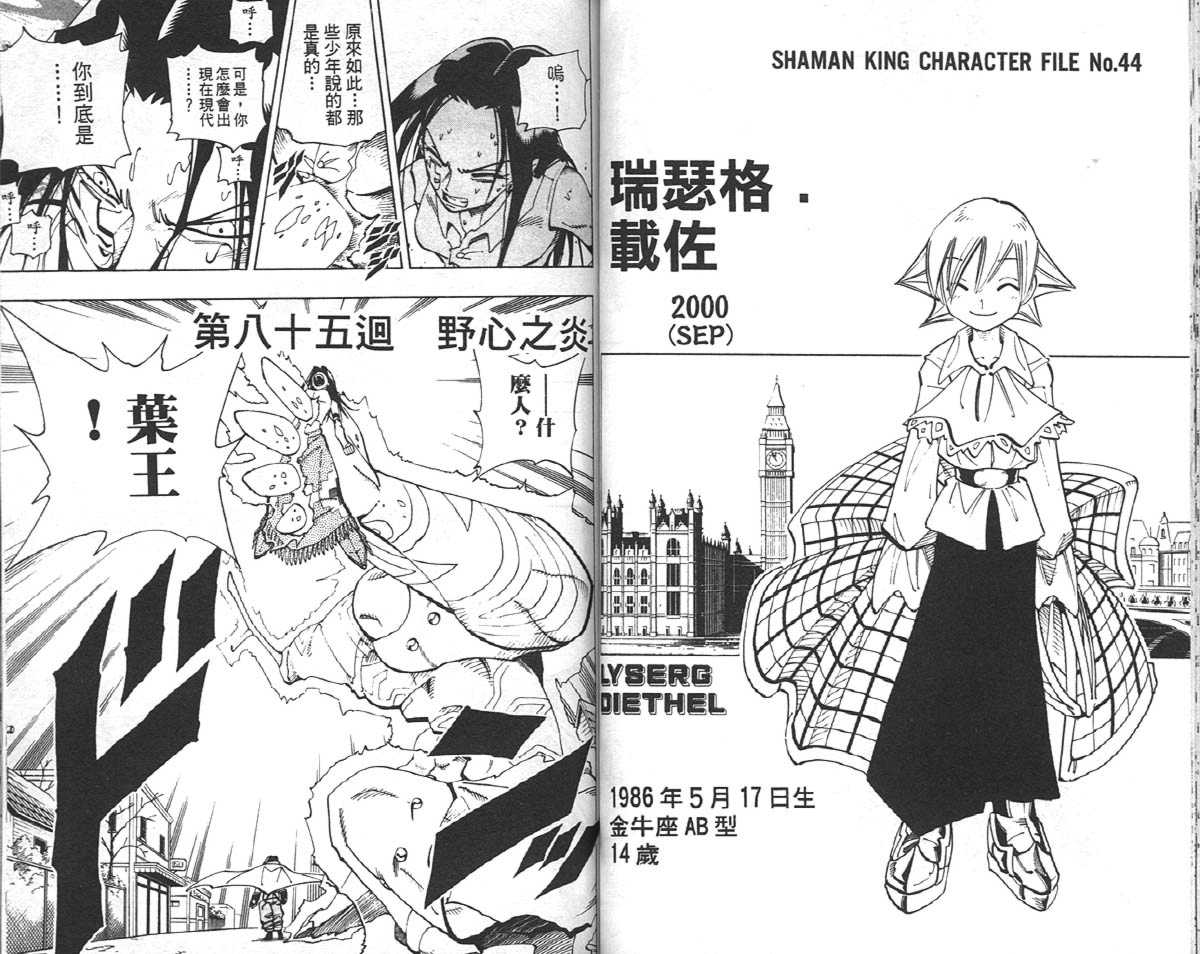 嗚…！
原來如此…那
些少年說的都
是真的…
呼…
可是，你
怎麼會出
現在現代
……？
呼…
你到底是
……！
呼…
呼…
第八十五迴 野心之炎
——什
麼人？
葉王
！
ドドン
SHAMAN KING CHARACTER FILE No.44
瑞瑟格．
載佐
2000
(SEP)
LYSERG
DIETHEL
1986年5月17日生
金牛座AB型
14歲